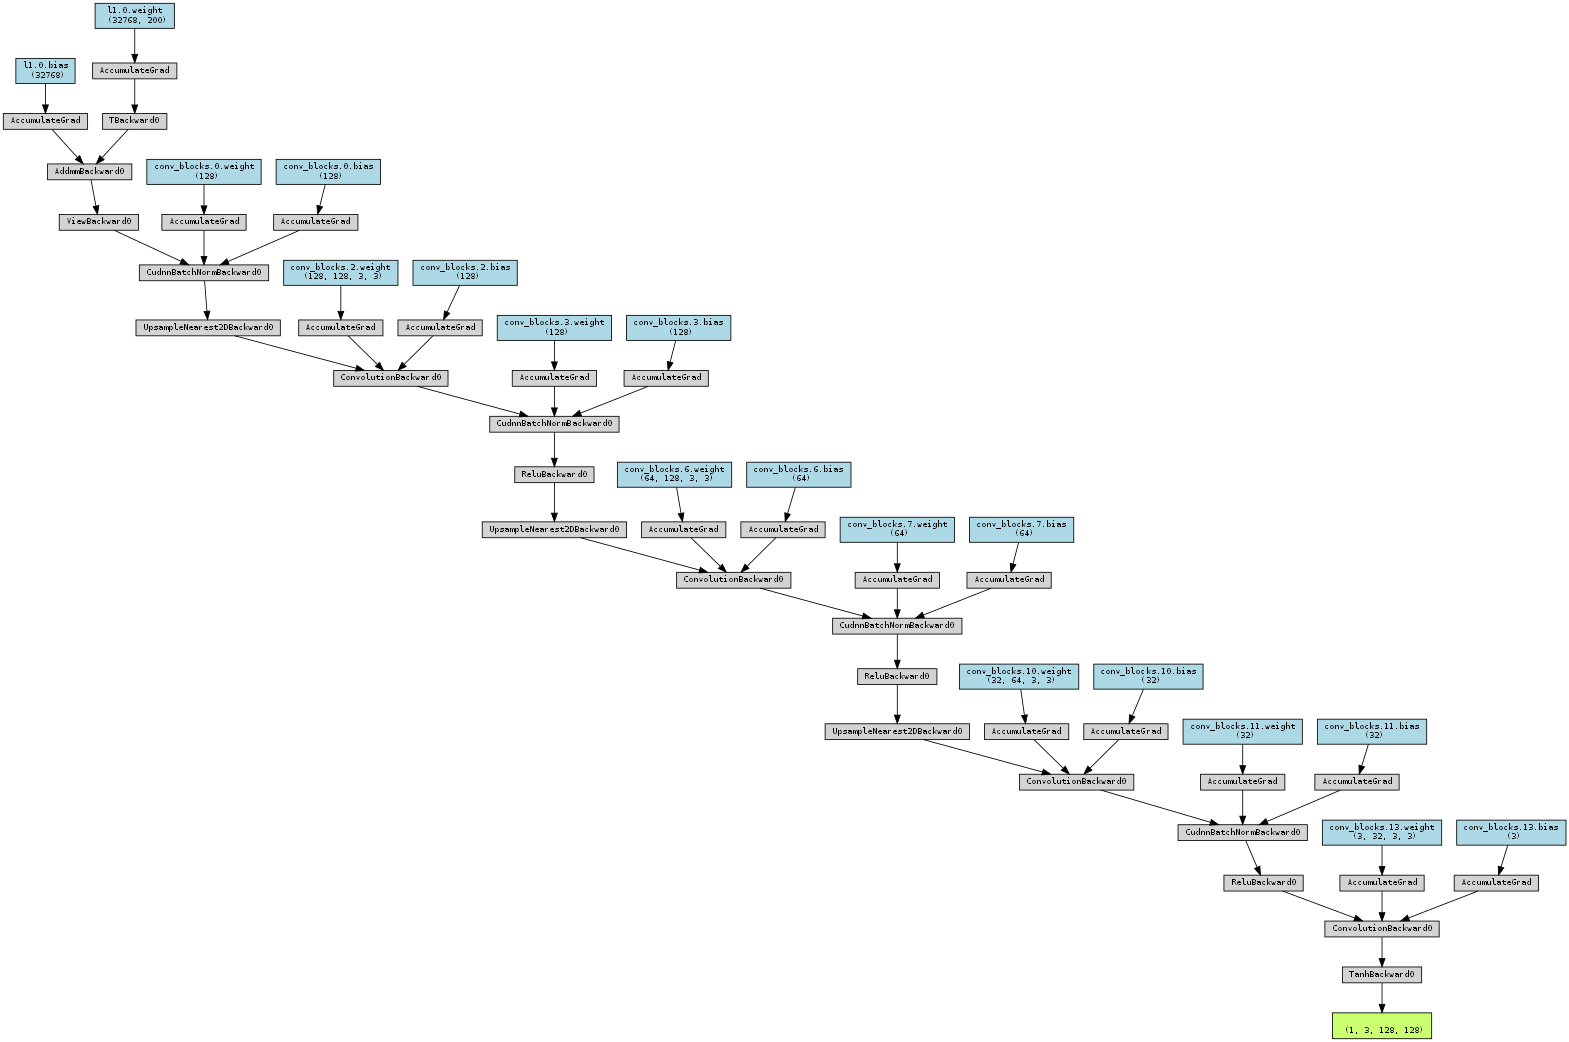 l1.0.weight
(32768, 200)
l1.0.bias
(32768)
AccumulateGrad
AccumulateGrad
TBackward0
AddmmBackward0
conv_blocks.0.weight
(128)
conv_blocks.0.bias
(128)
ViewBackward0
AccumulateGrad
AccumulateGrad
CudnnBatchNormBackward0
conv_blocks.2.weight
(128, 128, 3, 3)
conv_blocks.2.bias
(128)
UpsampleNearest2DBackward0
AccumulateGrad
AccumulateGrad
conv_blocks.3.weight
(128)
conv_blocks.3.bias
(128)
ConvolutionBackward0
AccumulateGrad
AccumulateGrad
CudnnBatchNormBackward0
ReluBackward0
conv_blocks.6.weight
(64, 128, 3, 3)
conv_blocks.6.bias
(64)
UpsampleNearest2DBackward0
AccumulateGrad
AccumulateGrad
conv_blocks.7.weight
(64)
conv_blocks.7.bias
(64)
ConvolutionBackward0
AccumulateGrad
AccumulateGrad
CudnnBatchNormBackward0
ReluBackward0
conv_blocks.10.weight
(32, 64, 3, 3)
conv_blocks.10.bias
(32)
UpsampleNearest2DBackward0
AccumulateGrad
AccumulateGrad
conv_blocks.11.weight
(32)
conv_blocks.11.bias
(32)
ConvolutionBackward0
AccumulateGrad
AccumulateGrad
CudnnBatchNormBackward0
conv_blocks.13.weight
(3, 32, 3, 3)
conv_blocks.13.bias
(3)
ReluBackward0
AccumulateGrad
AccumulateGrad
ConvolutionBackward0
TanhBackward0
(1, 3, 128, 128)